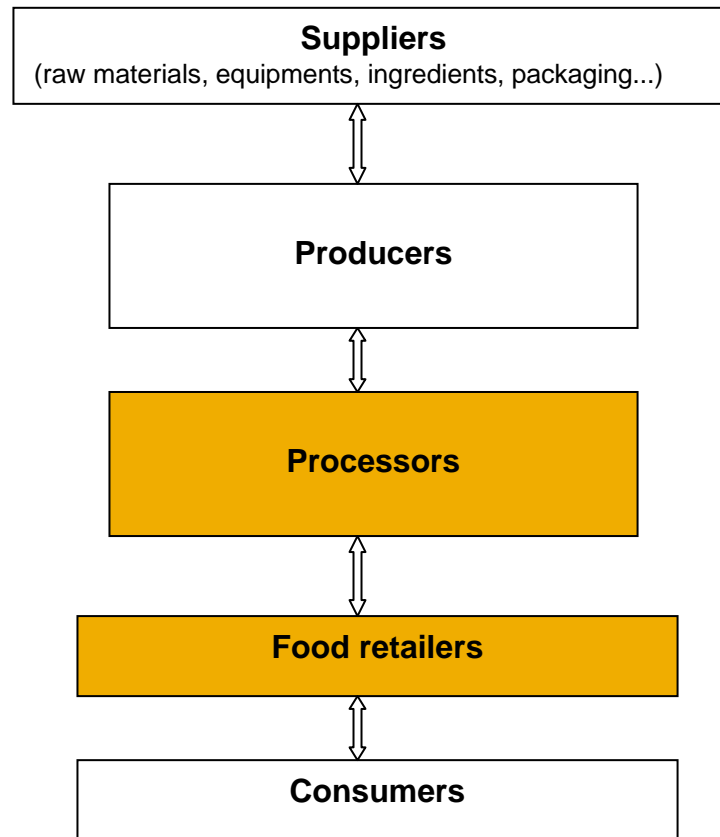 Suppliers
(raw materials, equipments, ingredients, packaging...)
Producers
Processors
Food retailers
Consumers